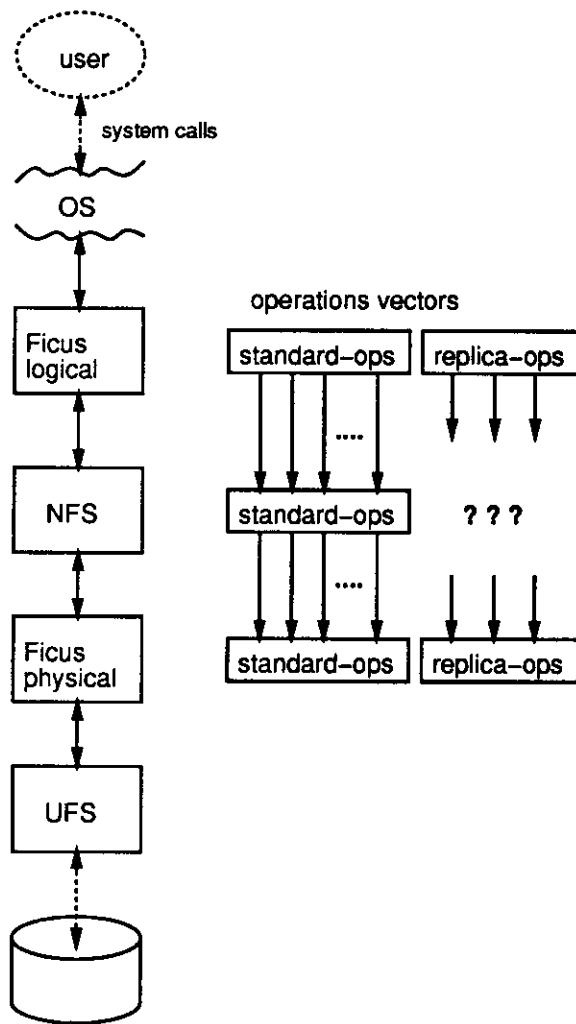 user
system calls
OS
operations vectors
Ficus
logical
standard-ops
replica-ops
....
NFS
standard-ops
? ? ?
....
Ficus
physical
standard-ops
replica-ops
UFS